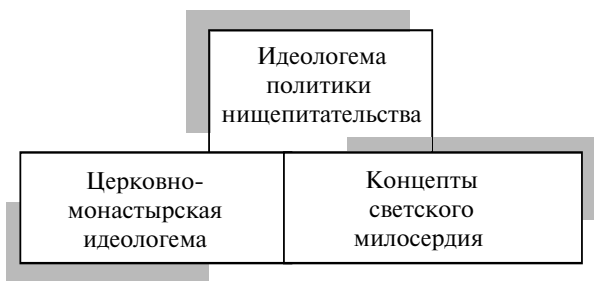 Идеологема
политики
нищепитательства
Церковно-
монастырская
идеологема
Концепты
светского
милосердия